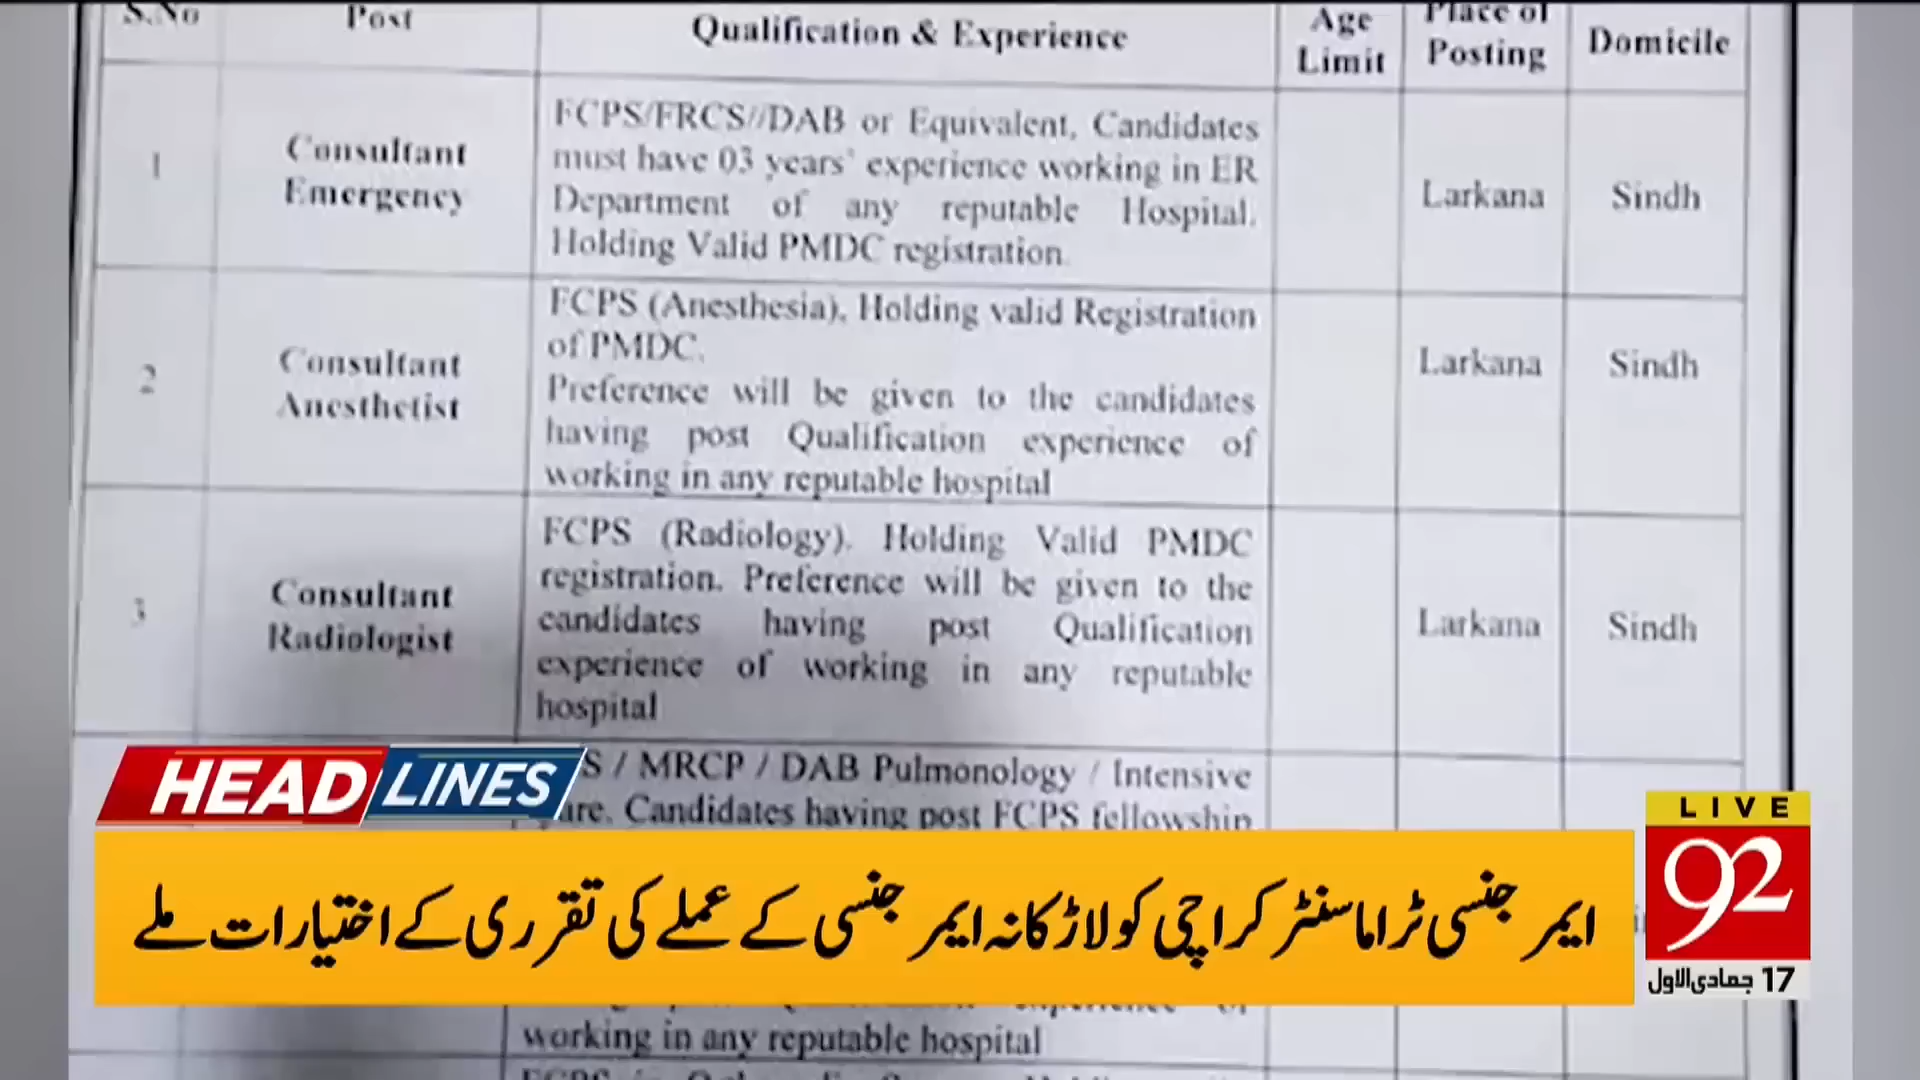 S.No
Post
Qualification & Experience
Age
Limit
Place of
Posting
Domicile
1
Consultant
Emergency
FCPS/FRCS//DAB or Equivalent, Candidates
must have 03 years' experience working in ER
Department of any reputable Hospital.
Holding Valid PMDC registration.
Larkana
Sindh
2
Consultant
Anesthetist
FCPS (Anesthesia), Holding valid Registration
of PMDC.
Preference will be given to the candidates
having post Qualification experience of
working in any reputable hospital
Larkana
Sindh
3
Consultant
Radiologist
FCPS (Radiology). Holding Valid PMDC
registration. Preference will be given to the
candidates having post Qualification
experience of working in any reputable
hospital
Larkana
Sindh
/ MRCP / DAB Pulmonology / Intensive
Candidates having post FCPS fellowship
HEADLINES
ایمرجنسی ٹراما سنٹر کراچی کو لاڑکانہ ایمرجنسی کے عملے کی تقرری کے اختیارات ملے
LIVE
92
17 جمادی الاول
working in any reputable hospital